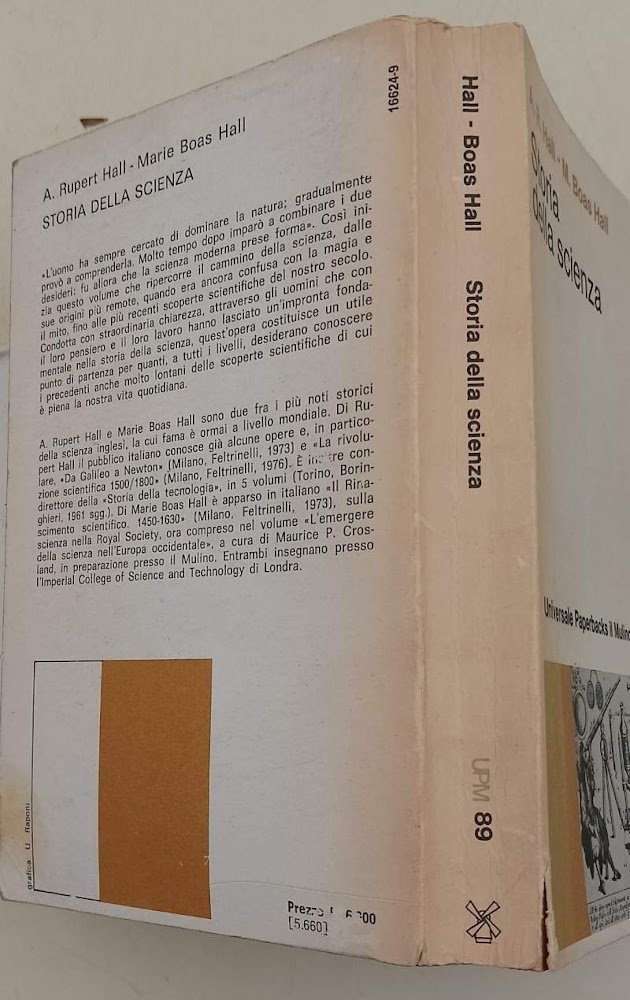 A. Rupert Hall - Marie Boas Hall
STORIA DELLA SCIENZA
«L'uomo ha sempre cercato di dominare la natura; gradualmente
provò a comprenderla. Molto tempo dopo imparò a combinare i due
desideri: fu allora che la scienza moderna prese forma». Così ini-
zia questo volume che ripercorre il cammino della scienza, dalle
sue origini più remote, quando era ancora confusa con la magia e
il mito, fino alle più recenti scoperte scientifiche del nostro secolo.
Condotta con straordinaria chiarezza, attraverso gli uomini che con
il loro pensiero e il loro lavoro hanno lasciato un'impronta fonda-
mentale nella storia della scienza, quest'opera costituisce un utile
punto di partenza per quanti, a tutti i livelli, desiderano conoscere
i precedenti anche molto lontani delle scoperte scientifiche di cui
è piena la nostra vita quotidiana.
A. Rupert Hall e Marie Boas Hall sono due fra i più noti storici
della scienza inglesi, la cui fama è ormai a livello mondiale. Di Ru-
pert Hall il pubblico italiano conosce già alcune opere e, in partico-
lare, «Da Galileo a Newton» (Milano, Feltrinelli, 1973) e «La rivolu-
zione scientifica 1500/1800» (Milano, Feltrinelli, 1976). È inoltre con-
direttore della «Storia della tecnologia», in 5 volumi (Torino, Borin-
ghieri, 1961 sgg.). Di Marie Boas Hall è apparso in italiano «Il Rina-
scimento scientifico. 1450-1630» (Milano, Feltrinelli, 1973), sulla
scienza nella Royal Society, ora compreso nel volume «L'emergere
della scienza nell'Europa occidentale», a cura di Maurice P. Cros-
land, in preparazione presso il Mulino. Entrambi insegnano presso
l'Imperial College of Science and Technology di Londra.
grafica: U. Raponi
Prezzo L.
[5.660]
16624-9
Hall - Boas Hall Storia della scienza
UPM 89
A. R. Hall - M. Boas Hall
Storia
della scienza
Universale Paperbacks il Mulino